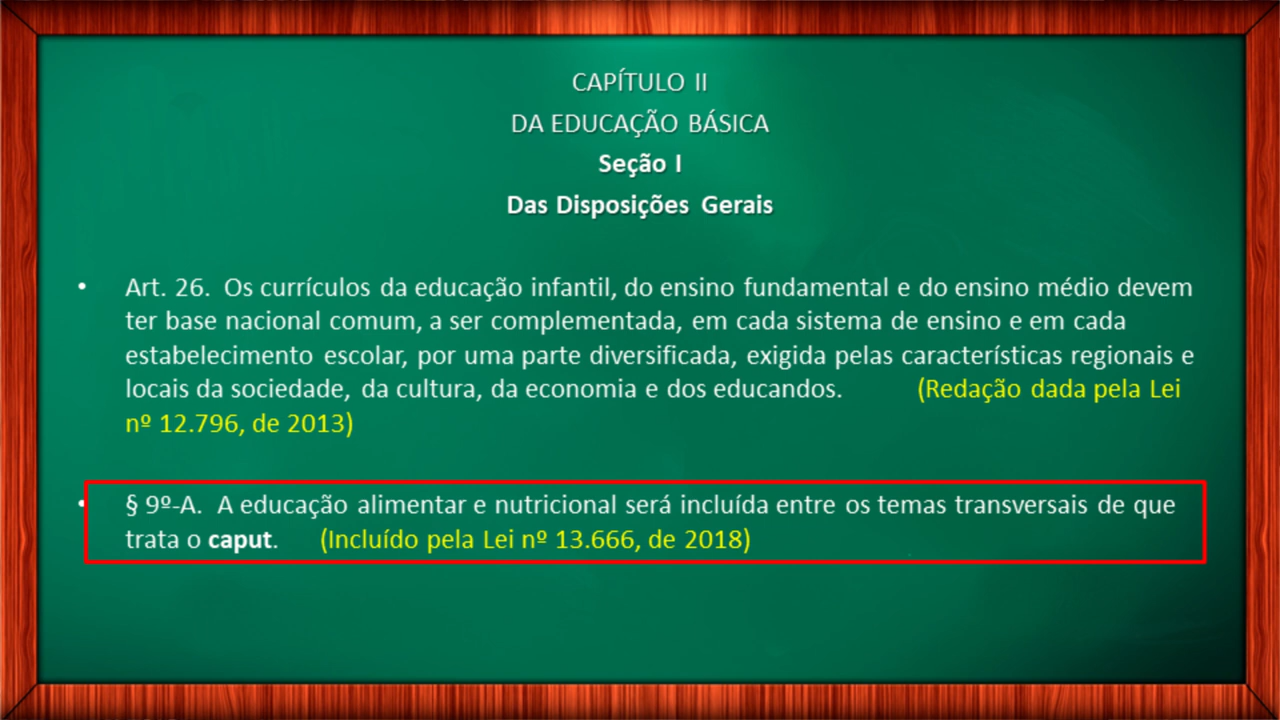 CAPÍTULO II
DA EDUCAÇÃO BÁSICA
Seção I
Das Disposições Gerais
• Art. 26. Os currículos da educação infantil, do ensino fundamental e do ensino médio devem
ter base nacional comum, a ser complementada, em cada sistema de ensino e em cada
estabelecimento escolar, por uma parte diversificada, exigida pelas características regionais e
locais da sociedade, da cultura, da economia e dos educandos. (Redação dada pela Lei
nº 12.796, de 2013)
• § 9º-A. A educação alimentar e nutricional será incluída entre os temas transversais de que
trata o caput. (Incluído pela Lei nº 13.666, de 2018)